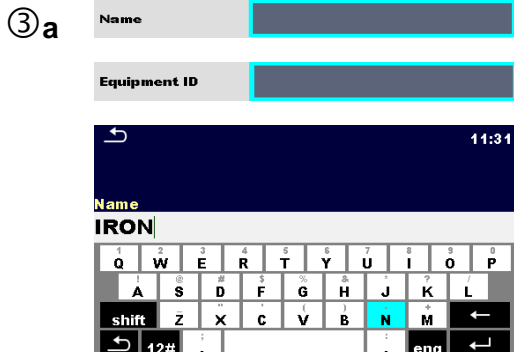 ③a
Name
Equipment ID
11:31
Name
IRON
1 2 3 4 5 6 7 8 9 0
Q W E R T Y U I O P
! @ # $ % & * ? /
A S D F G H J K L
shift Z X C V B N M
12# eng